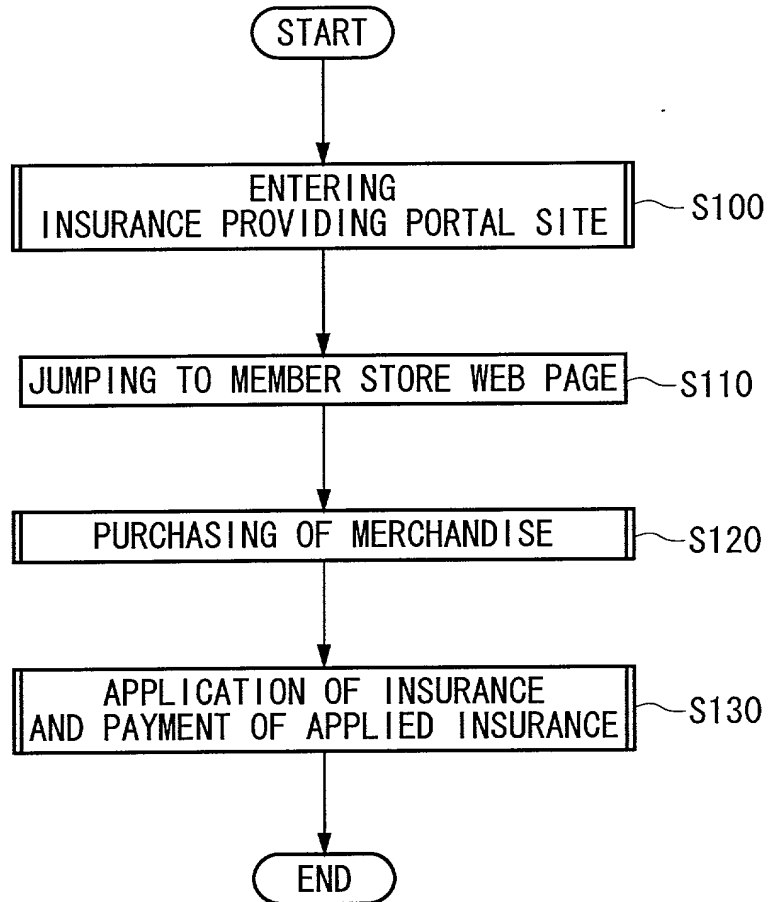 START
ENTERING
INSURANCE PROVIDING PORTAL SITE
S100
JUMPING TO MEMBER STORE WEB PAGE
S110
PURCHASING OF MERCHANDISE
S120
APPLICATION OF INSURANCE
AND PAYMENT OF APPLIED INSURANCE
S130
END